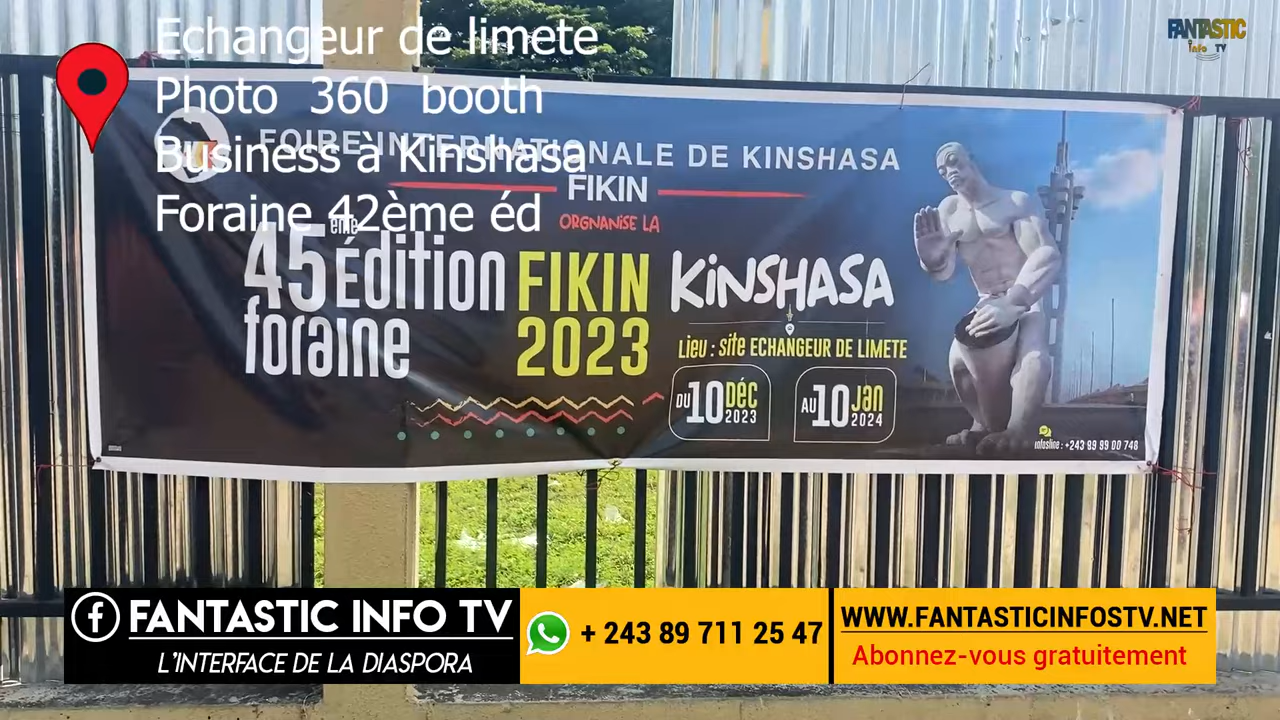 FANTASTIC
info TV
Echangeur de limete
Photo 360 booth
Business à Kinshasa
Foraine 42ème éd
FOIRE INTERNATIONALE DE KINSHASA
FIKIN
ORGNANISE LA
45ème Édition
foraine
FIKIN
2023
KINSHASA
Lieu : site ECHANGEUR DE LIMETE
DU 10 Déc 2023
AU 10 Jan 2024
infosline : +243 89 99 00 748
FANTASTIC INFO TV
L'INTERFACE DE LA DIASPORA
+ 243 89 711 25 47
WWW.FANTASTICINFOSTV.NET
Abonnez-vous gratuitement